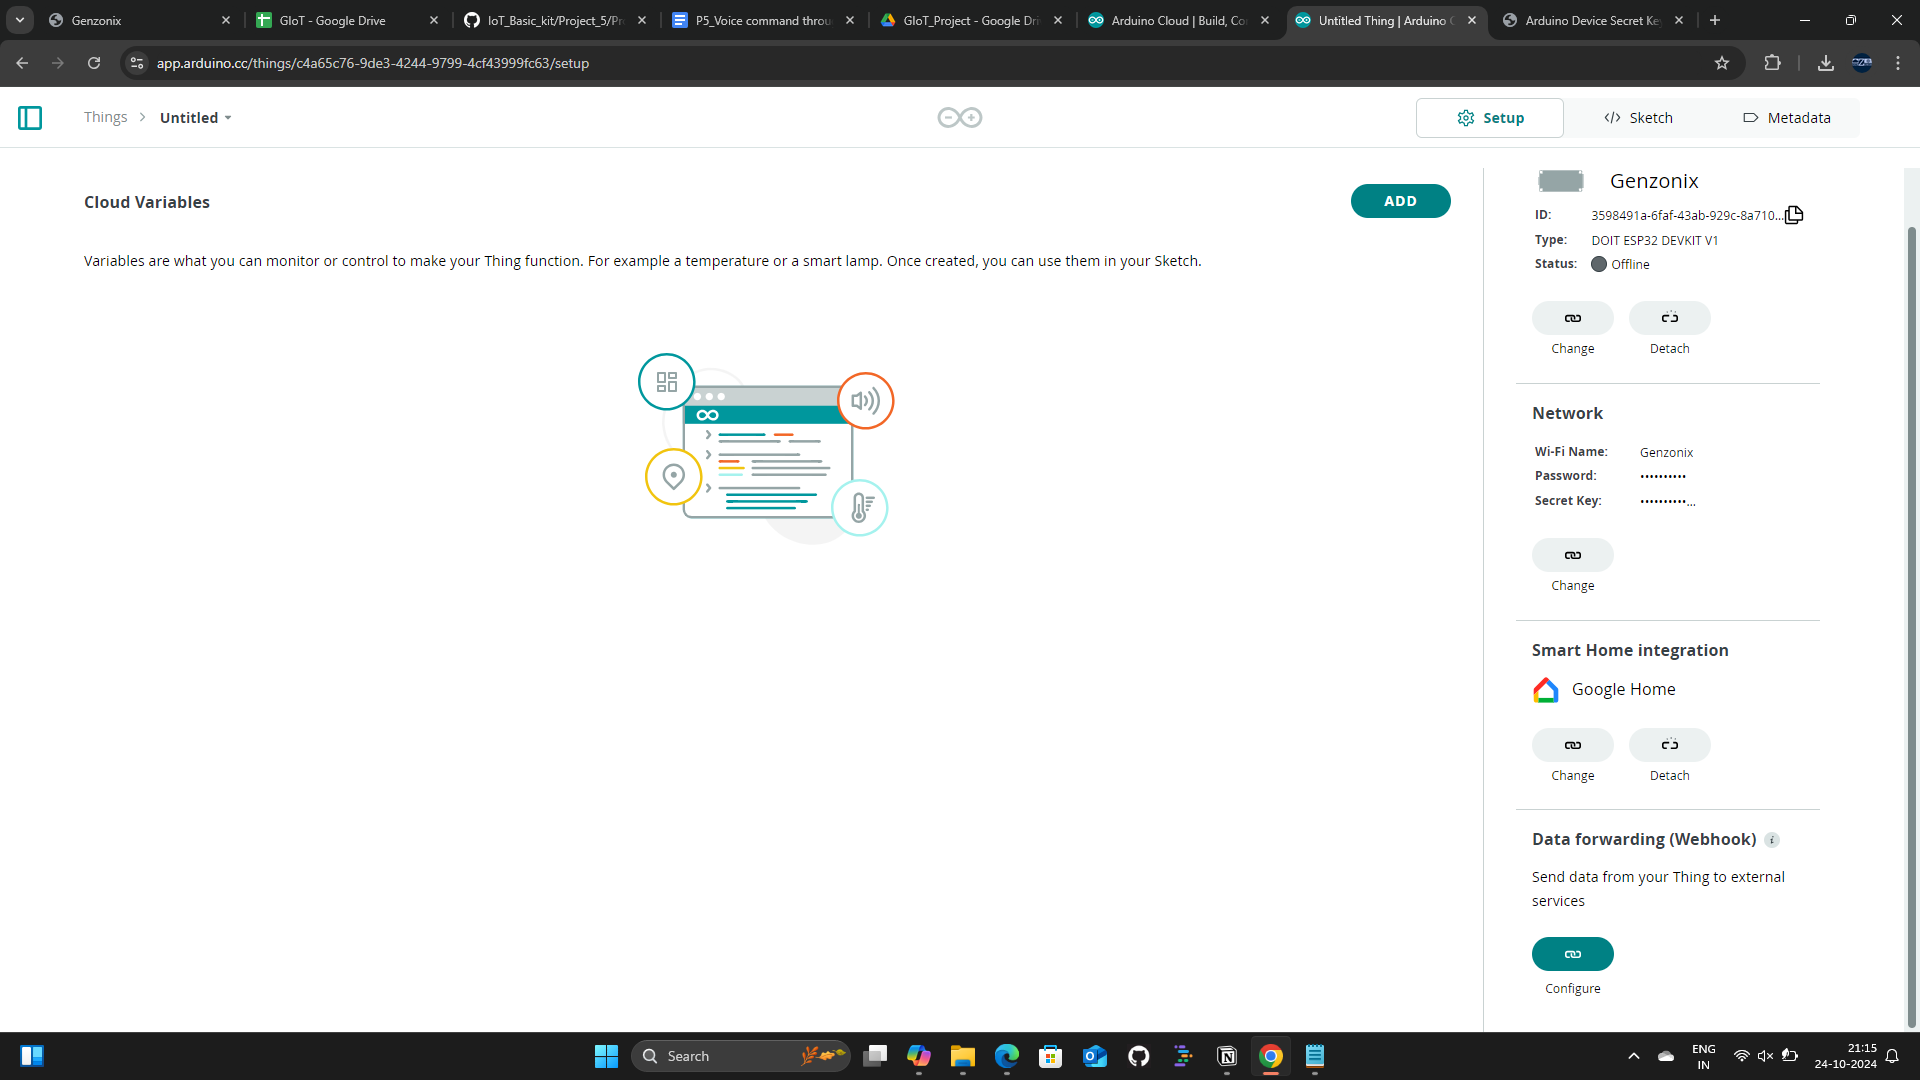 Genzonix
GIoT - Google Drive
IoT_Basic_kit/Project_5/Pr
P5_Voice command throu
GIoT_Project - Google Dri
Arduino Cloud | Build, Co
Untitled Thing | Arduino C
Arduino Device Secret Ke
app.arduino.cc/things/c4a65c76-9de3-4244-9799-4cf43999fc63/setup
Things > Untitled
Setup
</> Sketch
Metadata
Cloud Variables
ADD
Variables are what you can monitor or control to make your Thing function. For example a temperature or a smart lamp. Once created, you can use them in your Sketch.
Genzonix
ID: 3598491a-6faf-43ab-929c-8a710...
Type: DOIT ESP32 DEVKIT V1
Status: Offline
Change Detach
Network
Wi-Fi Name: Genzonix
Password: ••••••••••
Secret Key: ••••••••••...
Change
Smart Home integration
Google Home
Change Detach
Data forwarding (Webhook) i
Send data from your Thing to external
services
Configure
Search
ENG
IN
21:15
24-10-2024